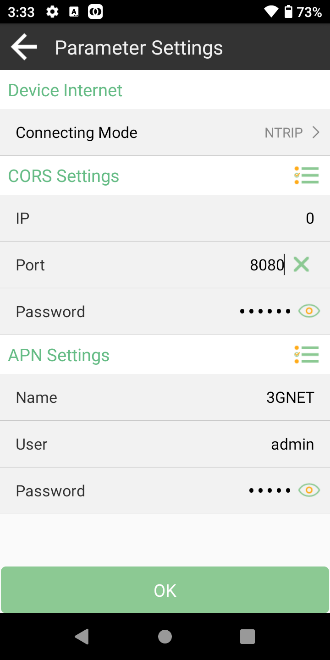 3:33 A 73%
Parameter Settings
Device Internet
Connecting Mode NTRIP
CORS Settings
IP 0
Port 8080
Password ••••••
APN Settings
Name 3GNET
User admin
Password •••••
OK